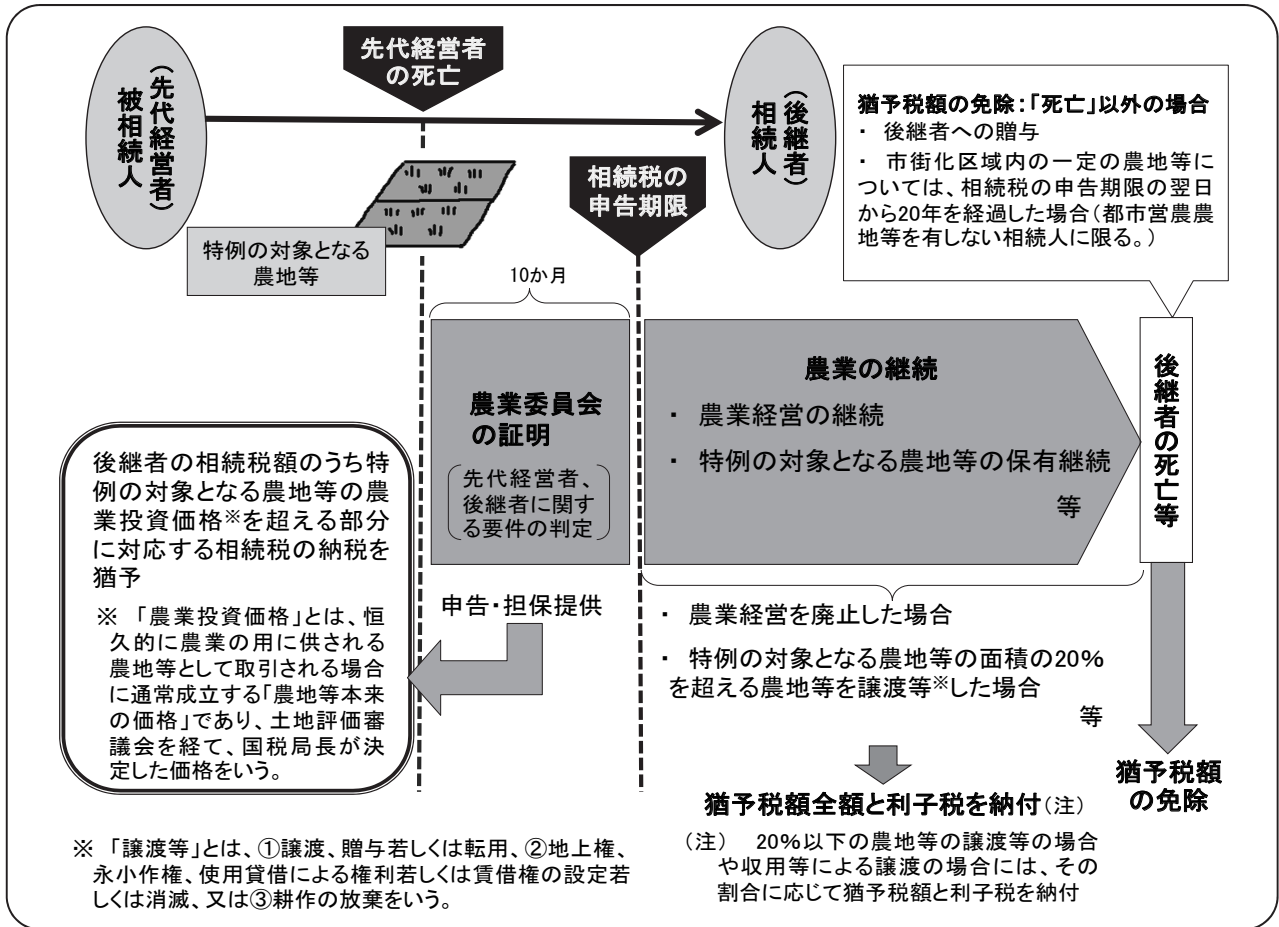 被相続人
（先代経営者）
先代経営者
の死亡
相続人
（後継者）
相続税の
申告期限
特例の対象となる
農地等
猶予税額の免除：「死亡」以外の場合
・ 後継者への贈与
・ 市街化区域内の一定の農地等に
ついては、相続税の申告期限の翌日
から20年を経過した場合（都市営農農
地等を有しない相続人に限る。）
10か月
農業委員会
の証明
先代経営者、
後継者に関す
る要件の判定
農業の継続
・ 農業経営の継続
・ 特例の対象となる農地等の保有継続
等
後継者の死亡等
後継者の相続税額のうち特
例の対象となる農地等の農
業投資価格※を超える部分
に対応する相続税の納税を
猶予
※ 「農業投資価格」とは、恒
久的に農業の用に供される
農地等として取引される場合
に通常成立する「農地等本来
の価格」であり、土地評価審
議会を経て、国税局長が決
定した価格をいう。
申告・担保提供
・ 農業経営を廃止した場合
・ 特例の対象となる農地等の面積の20%
を超える農地等を譲渡等※した場合
等
猶予税額全額と利子税を納付（注）
（注） 20%以下の農地等の譲渡等の場合
や収用等による譲渡の場合には、その
割合に応じて猶予税額と利子税を納付
猶予税額
の免除
※ 「譲渡等」とは、①譲渡、贈与若しくは転用、②地上権、
永小作権、使用貸借による権利若しくは賃借権の設定若
しくは消滅、又は③耕作の放棄をいう。